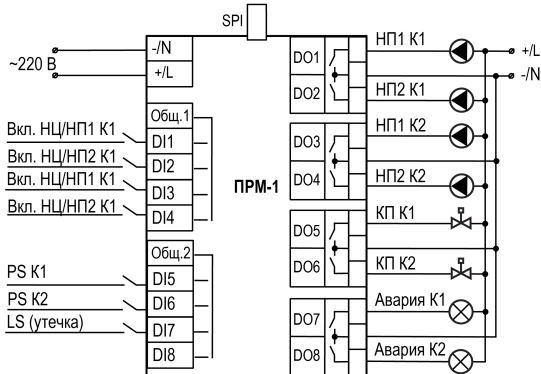 SPI
~220 В
-/N
+/L
Общ.1
Вкл. НЦ/НП1 К1
DI1
Вкл. НЦ/НП2 К1
DI2
Вкл. НЦ/НП1 К1
DI3
Вкл. НЦ/НП2 К1
DI4
Общ.2
PS К1
DI5
PS К2
DI6
LS (утечка)
DI7
DI8
ПРМ-1
DO1
НП1 К1
+/L
-/N
DO2
НП2 К1
DO3
НП1 К2
DO4
НП2 К2
DO5
КП К1
DO6
КП К2
DO7
Авария К1
DO8
Авария К2